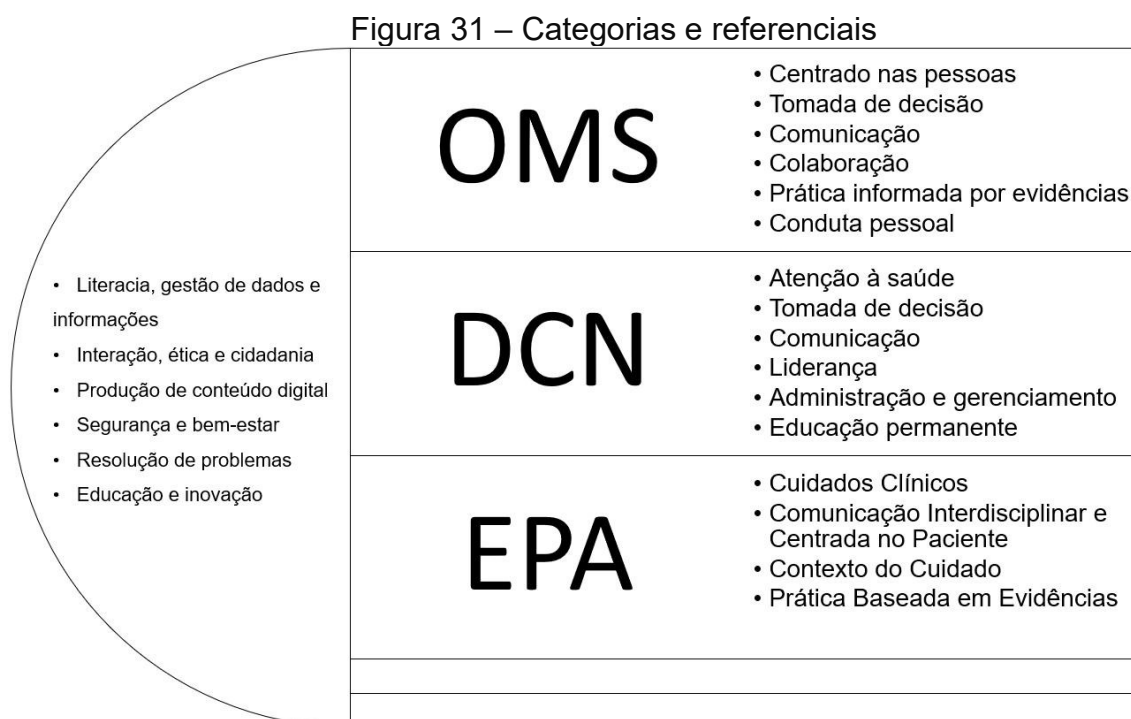 Figura 31 – Categorias e referenciais
• Literacia, gestão de dados e
informações
• Interação, ética e cidadania
• Produção de conteúdo digital
• Segurança e bem-estar
• Resolução de problemas
• Educação e inovação
OMS
• Centrado nas pessoas
• Tomada de decisão
• Comunicação
• Colaboração
• Prática informada por evidências
• Conduta pessoal
DCN
• Atenção à saúde
• Tomada de decisão
• Comunicação
• Liderança
• Administração e gerenciamento
• Educação permanente
EPA
• Cuidados Clínicos
• Comunicação Interdisciplinar e
Centrada no Paciente
• Contexto do Cuidado
• Prática Baseada em Evidências